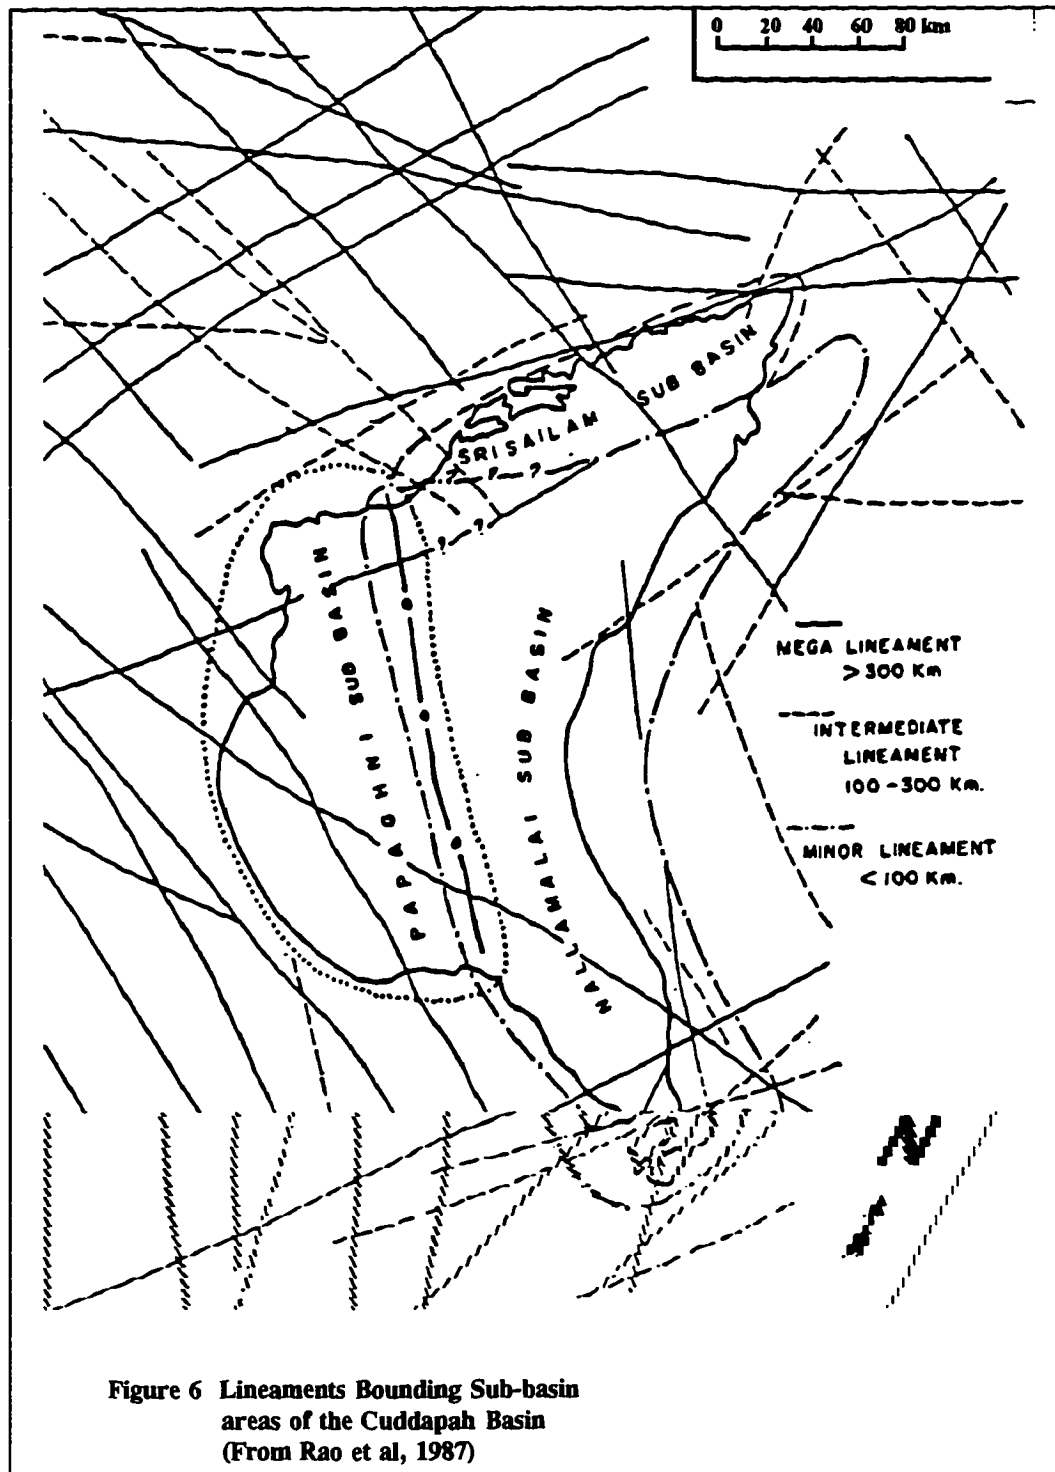 0 20 40 60 80 km
SRISAILAM SUB BASIN
? ?
? ?
PAPAGHNI SUB BASIN
NALLAMALAI SUB BASIN
MEGA LINEAMENT
>300 Km
INTERMEDIATE
LINEAMENT
100-300 Km.
MINOR LINEAMENT
<100 Km.
N
Figure 6 Lineaments Bounding Sub-basin
areas of the Cuddapah Basin
(From Rao et al, 1987)